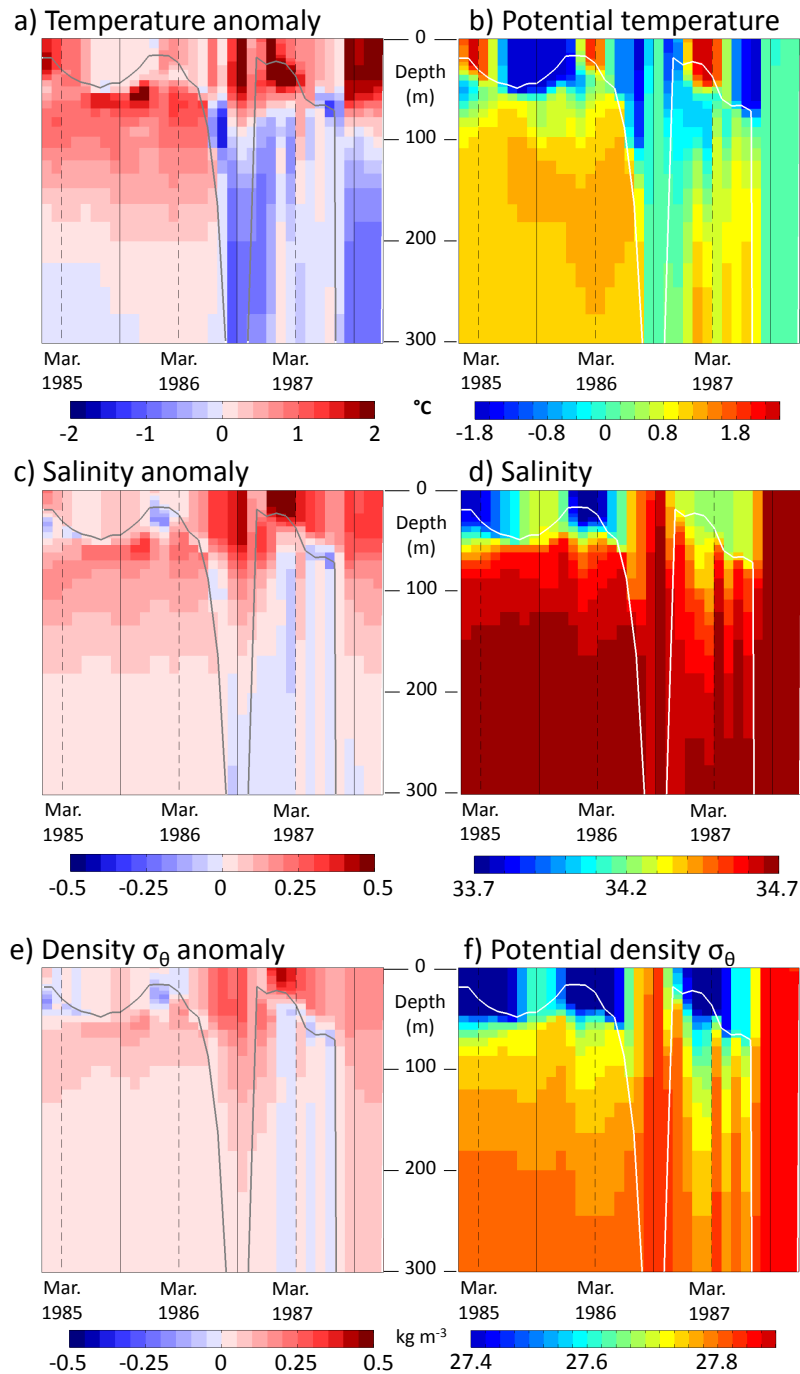 a) Temperature anomaly
b) Potential temperature
0
Depth
(m)
100
200
300
Mar.
1985
Mar.
1986
Mar.
1987
Mar.
1985
Mar.
1986
Mar.
1987
-2 -1 0 1 2
°C
-1.8 -0.8 0 0.8 1.8
c) Salinity anomaly
d) Salinity
0
Depth
(m)
100
200
300
Mar.
1985
Mar.
1986
Mar.
1987
Mar.
1985
Mar.
1986
Mar.
1987
-0.5 -0.25 0 0.25 0.5
33.7 34.2 34.7
e) Density σθ anomaly
f) Potential density σθ
0
Depth
(m)
100
200
300
Mar.
1985
Mar.
1986
Mar.
1987
Mar.
1985
Mar.
1986
Mar.
1987
-0.5 -0.25 0 0.25 0.5
kg m-3
27.4 27.6 27.8